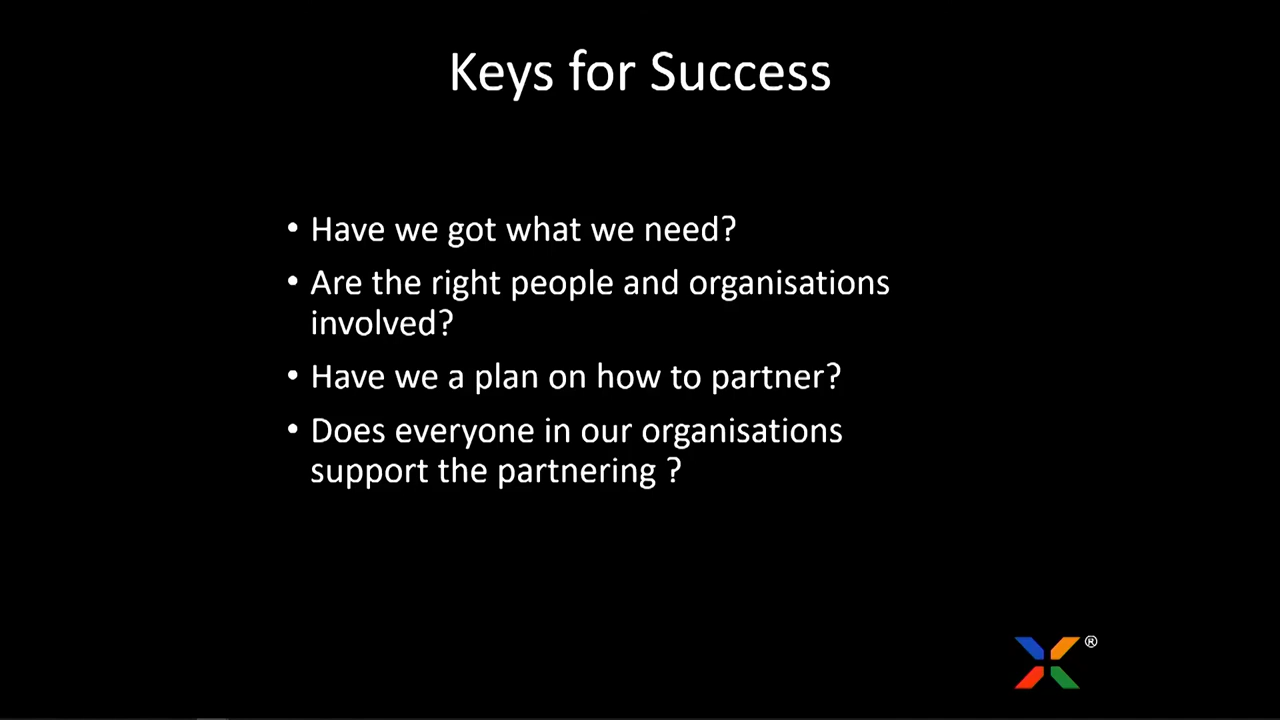 Keys for Success
• Have we got what we need?
• Are the right people and organisations
involved?
• Have we a plan on how to partner?
• Does everyone in our organisations
support the partnering ?
®